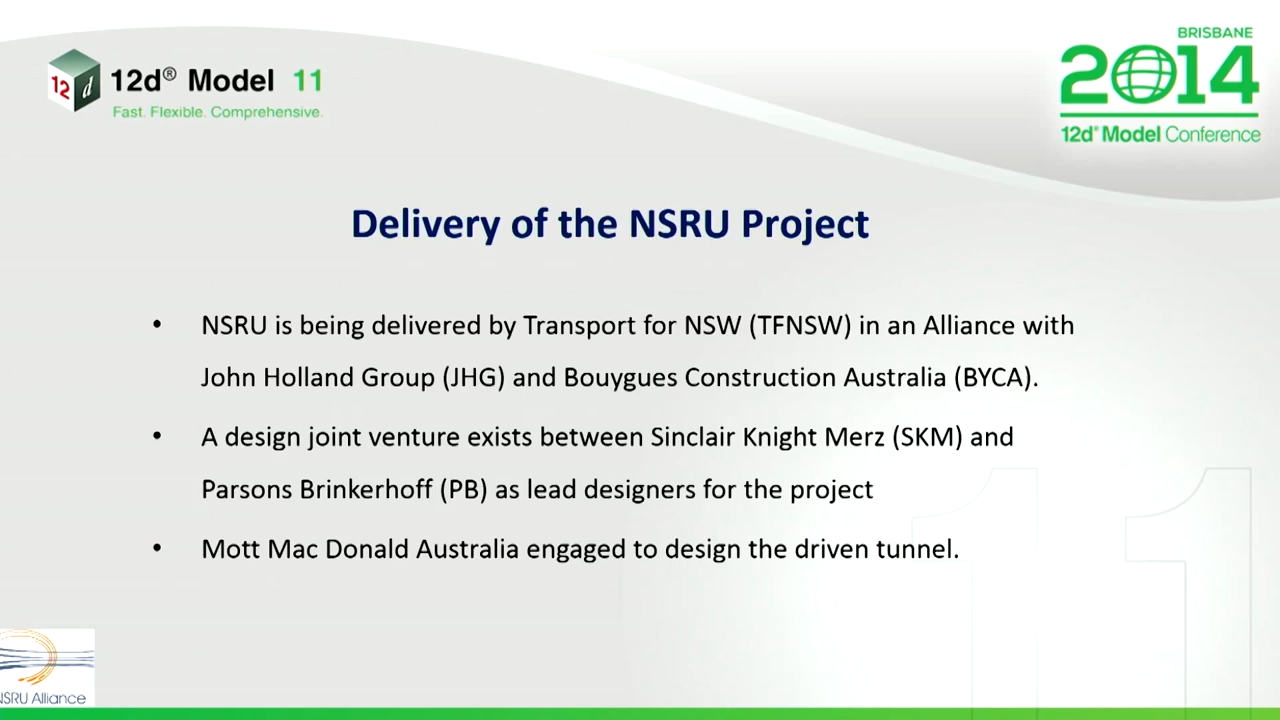 BRISBANE
2014
12d® Model Conference
12d
12d® Model 11
Fast. Flexible. Comprehensive.
Delivery of the NSRU Project
• NSRU is being delivered by Transport for NSW (TFNSW) in an Alliance with
John Holland Group (JHG) and Bouygues Construction Australia (BYCA).
• A design joint venture exists between Sinclair Knight Merz (SKM) and
Parsons Brinkerhoff (PB) as lead designers for the project
• Mott Mac Donald Australia engaged to design the driven tunnel.
11
NSRU Alliance